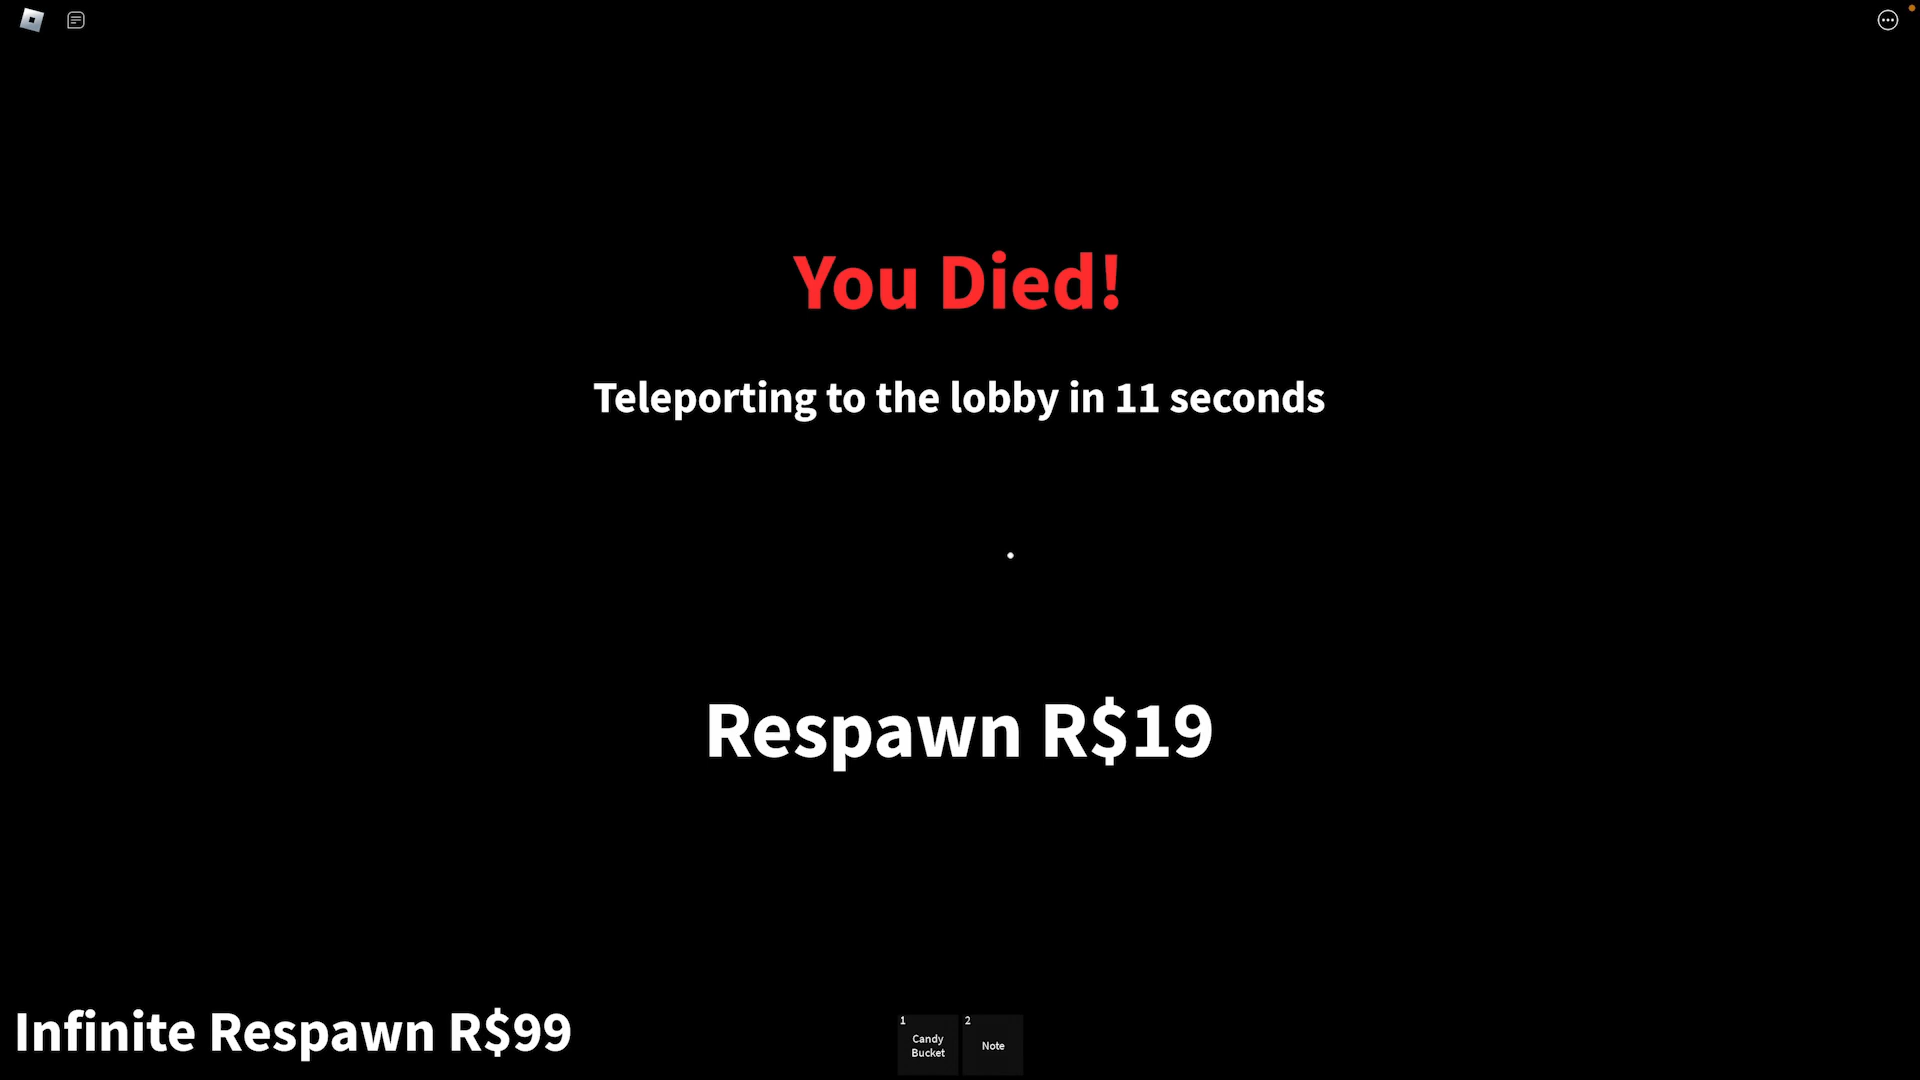 You Died!
Teleporting to the lobby in 11 seconds
Respawn R$19
Infinite Respawn R$99
1
Candy
Bucket
2
Note